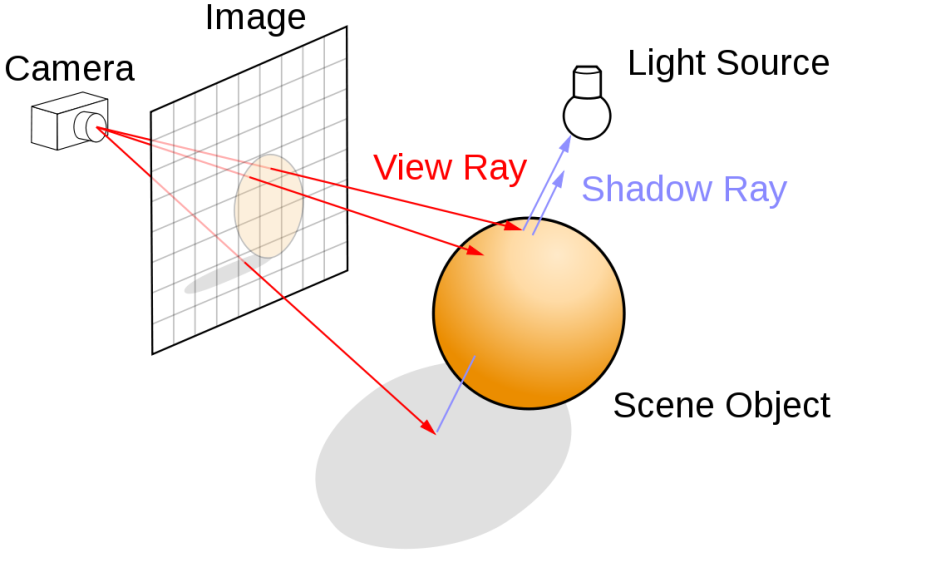 Image
Camera
Light Source
View Ray
Shadow Ray
Scene Object